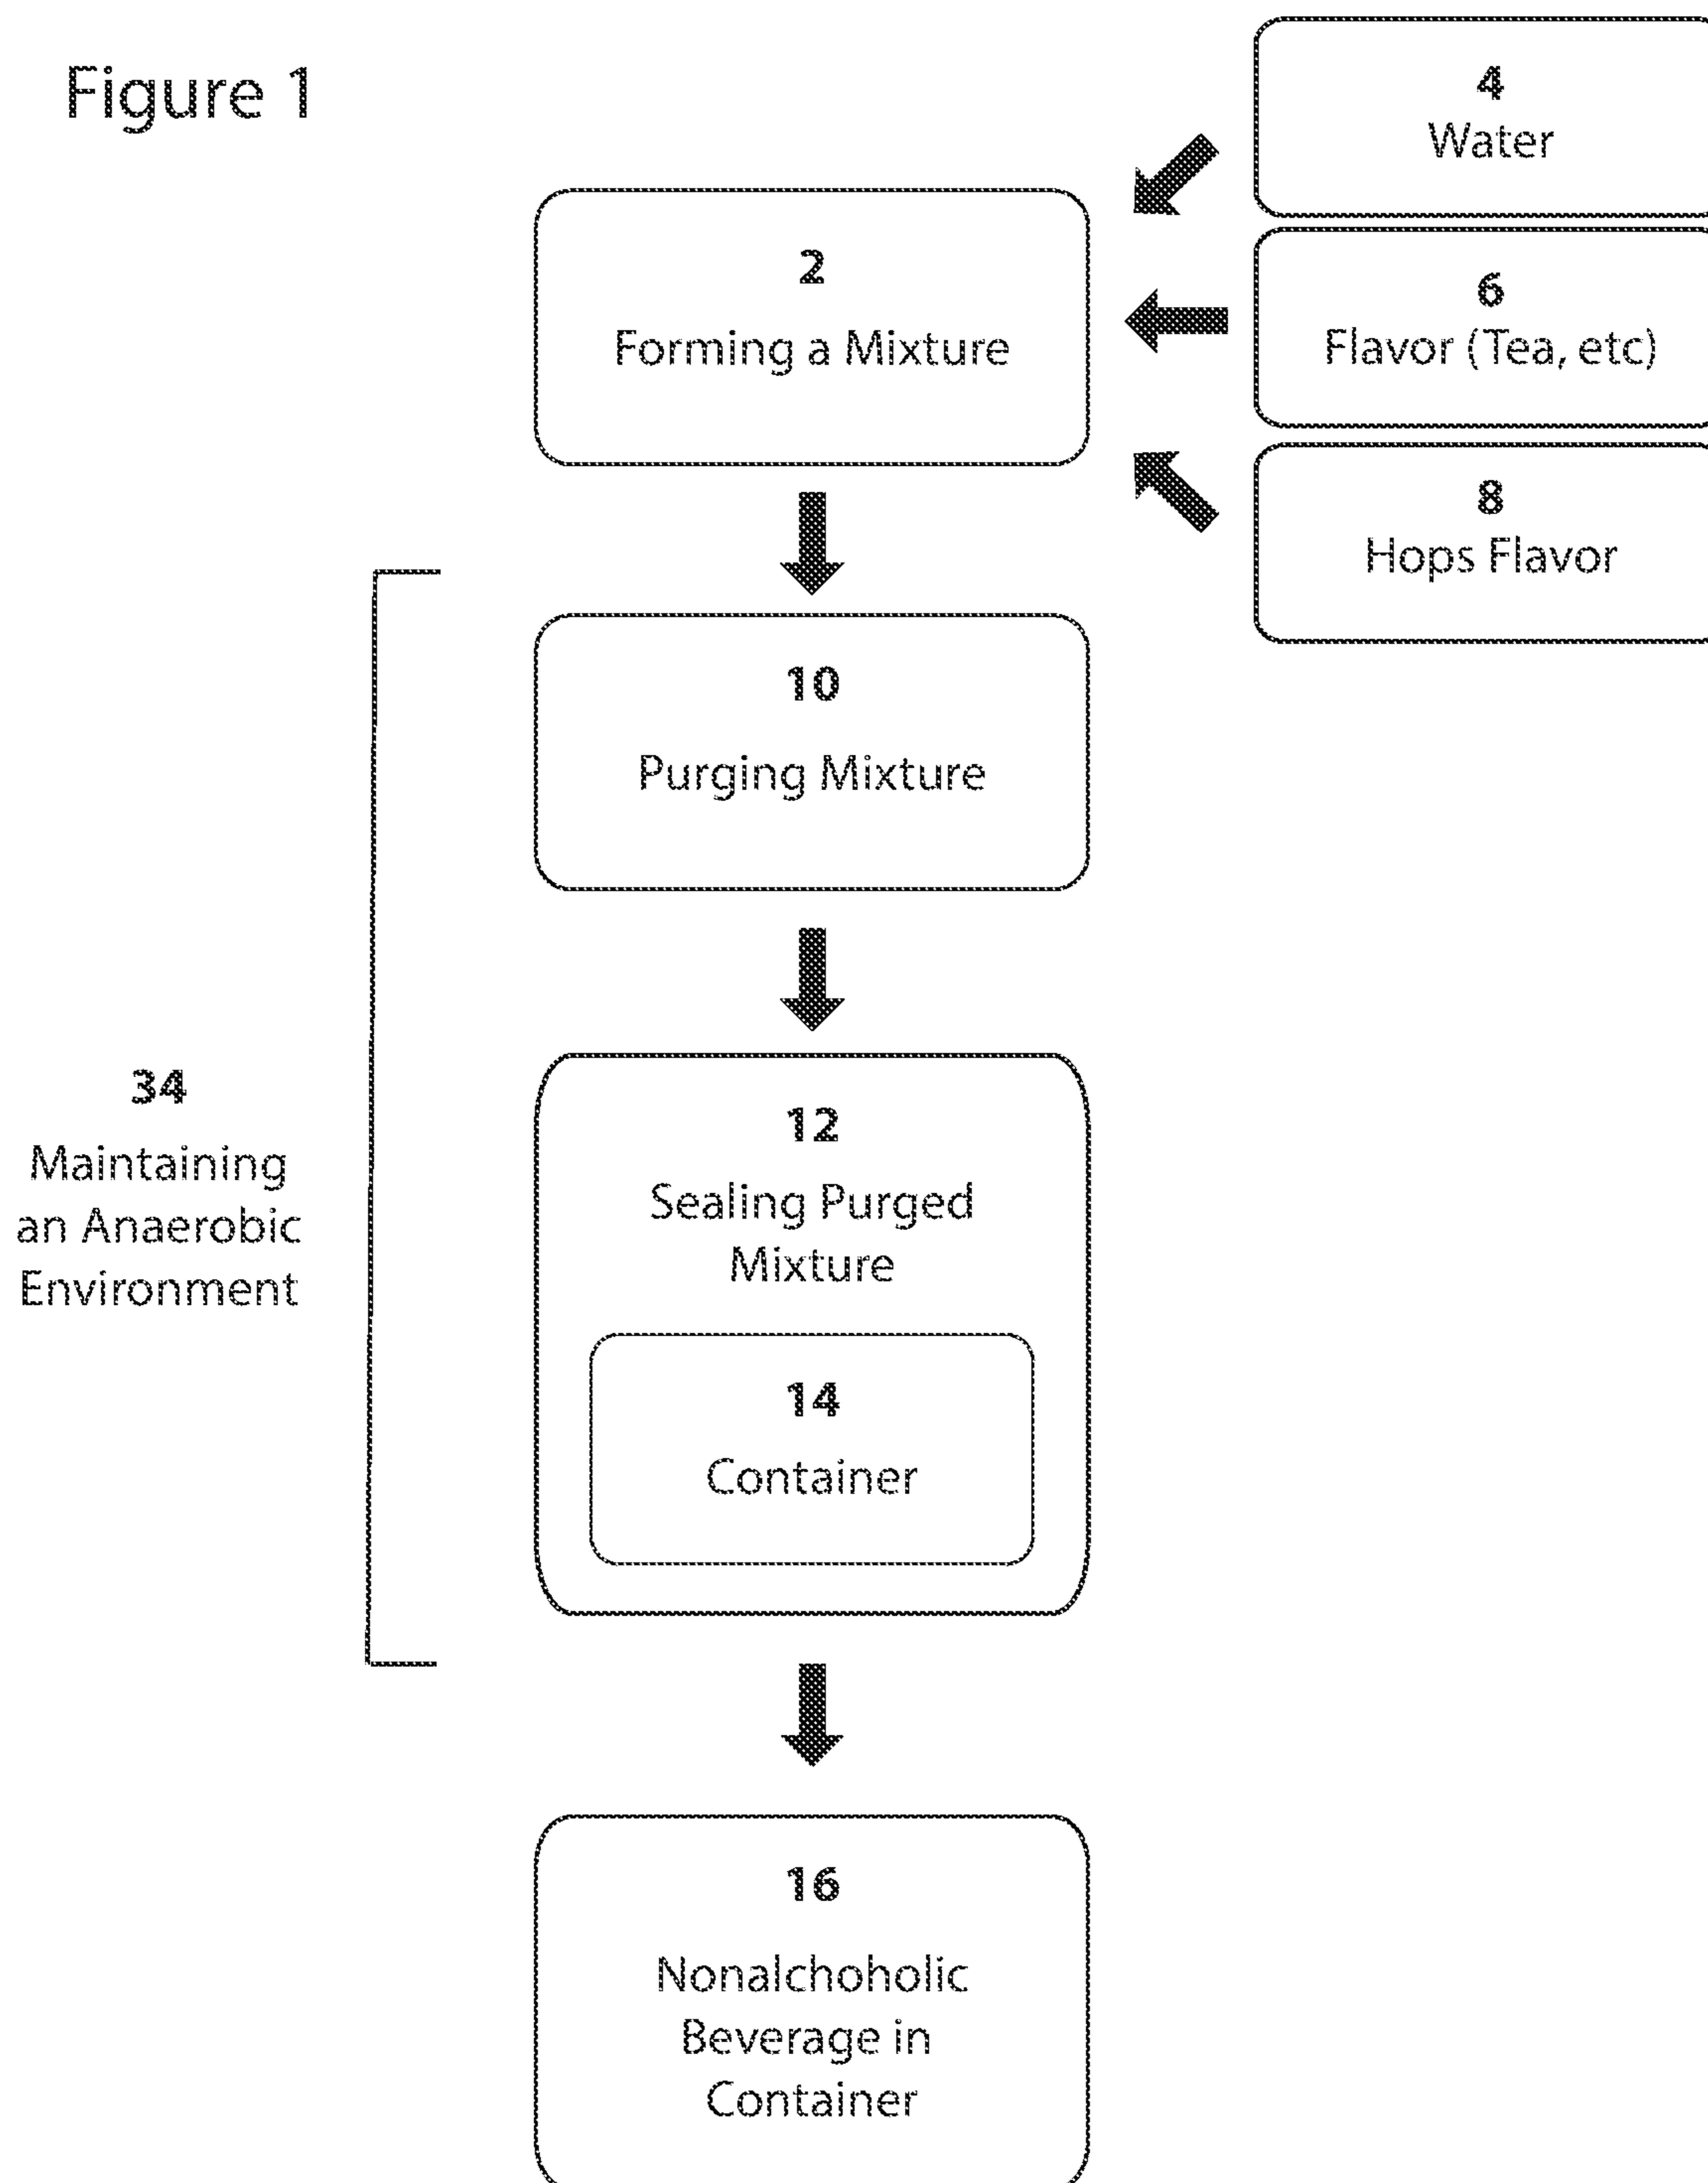 Figure 1
4
Water
2
Forming a Mixture
6
Flavor (Tea, etc)
8
Hops Flavor
10
Purging Mixture
34
Maintaining
an Anaerobic
Environment
12
Sealing Purged
Mixture
14
Container
16
Nonalchoholic
Beverage in
Container